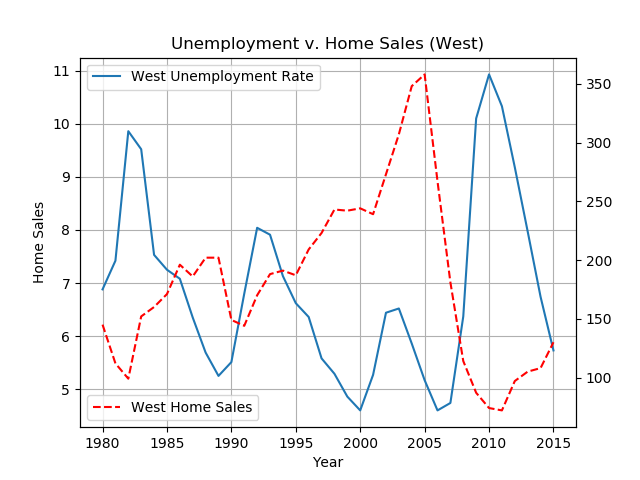 Unemployment v. Home Sales (West)
West Unemployment Rate
West Home Sales
Home Sales
11
10
9
8
7
6
5
350
300
250
200
150
100
1980 1985 1990 1995 2000 2005 2010 2015
Year